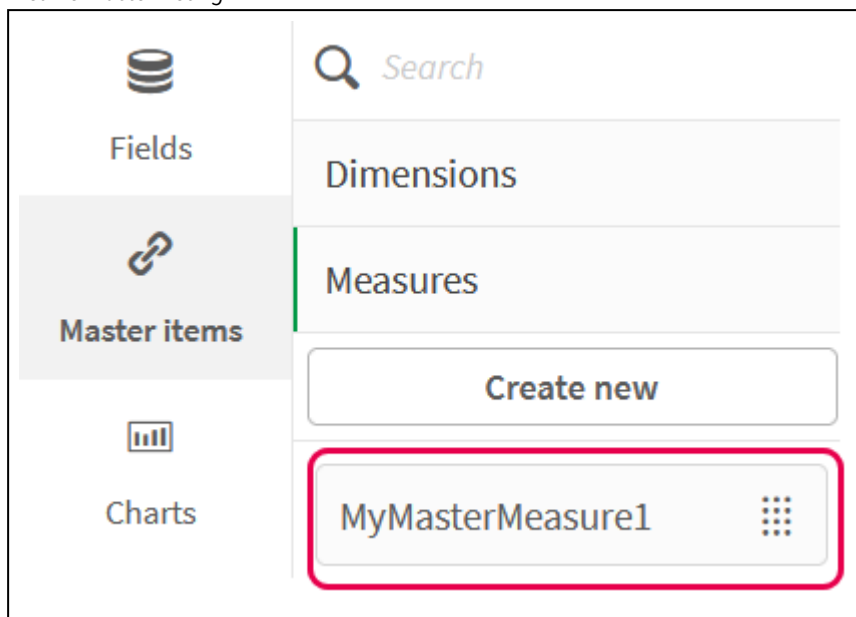 Search
Fields
Dimensions
Measures
Master items
Create new
Charts
MyMasterMeasure1